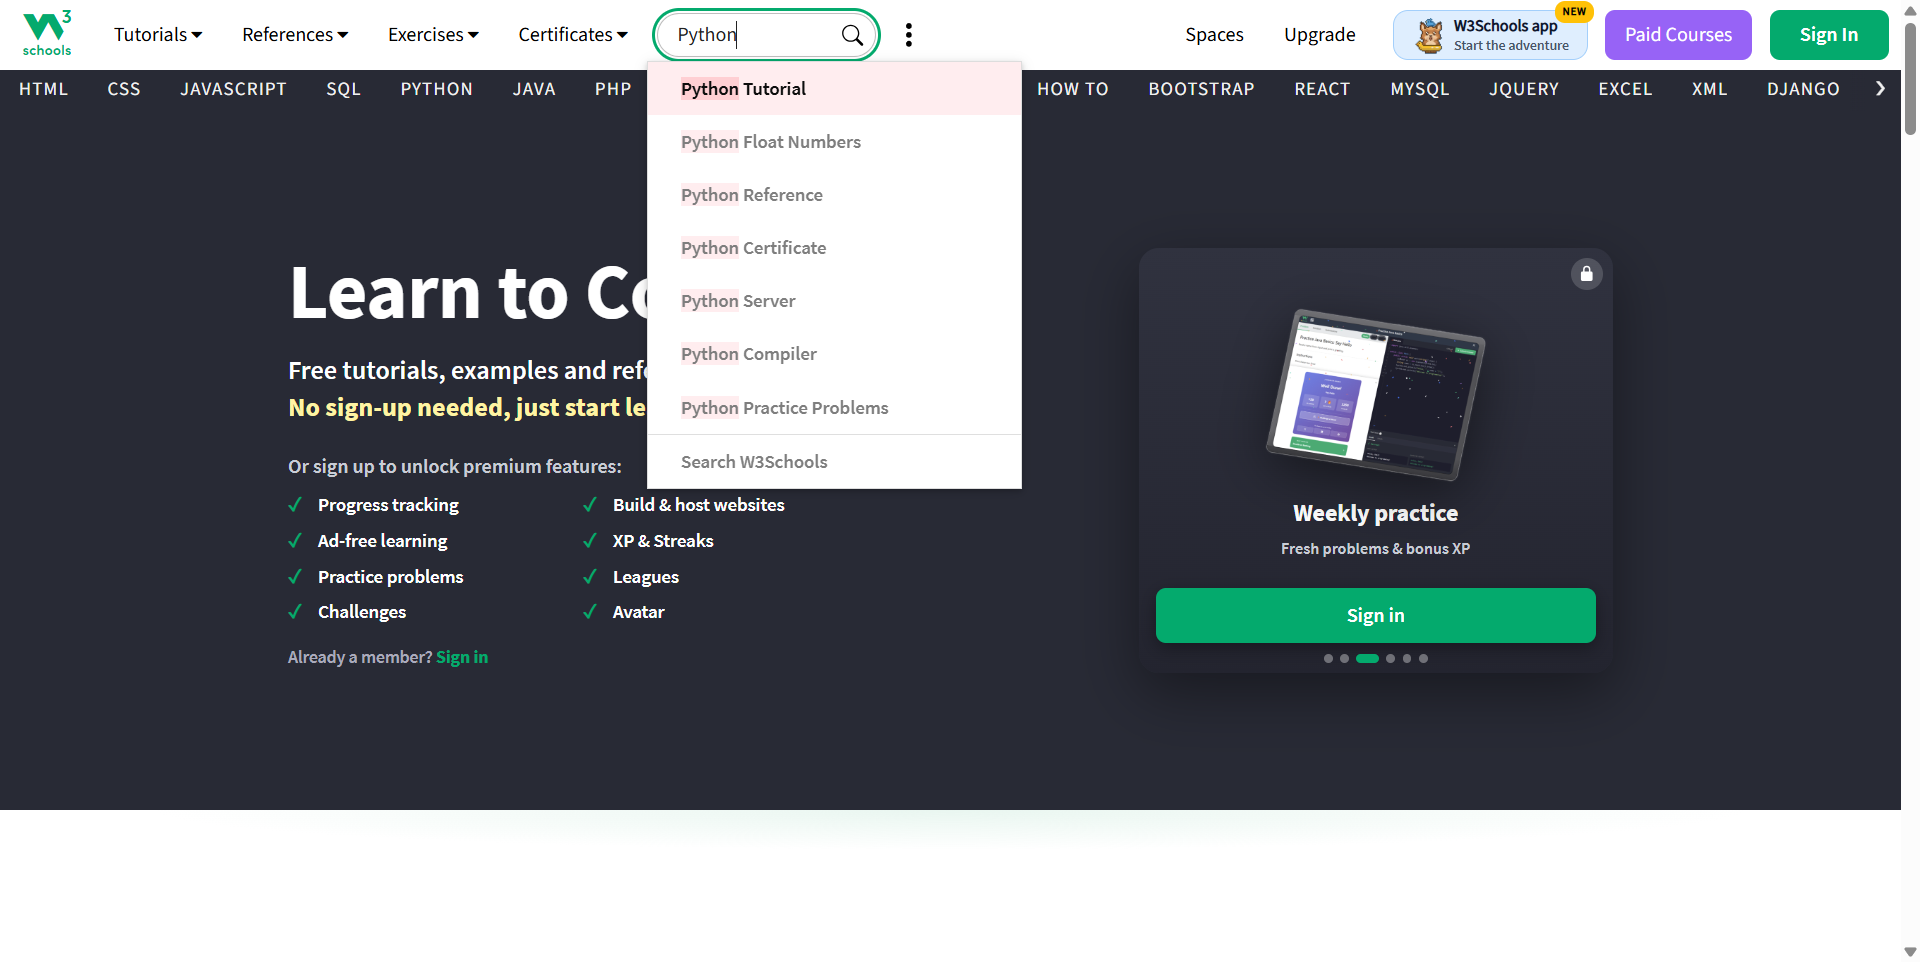 W3 schools
Tutorials
References
Exercises
Certificates
Python
Spaces
Upgrade
W3Schools app
Start the adventure
NEW
Paid Courses
Sign In
HTML
CSS
JAVASCRIPT
SQL
PYTHON
JAVA
PHP
HOW TO
BOOTSTRAP
REACT
MYSQL
JQUERY
EXCEL
XML
DJANGO
Python Tutorial
Python Float Numbers
Python Reference
Python Certificate
Python Server
Python Compiler
Python Practice Problems
Search W3Schools
Learn to Co
Free tutorials, examples and ref
No sign-up needed, just start le
Or sign up to unlock premium features:
Progress tracking
Build & host websites
Ad-free learning
XP & Streaks
Practice problems
Leagues
Challenges
Avatar
Already a member? Sign in
Weekly practice
Fresh problems & bonus XP
Sign in